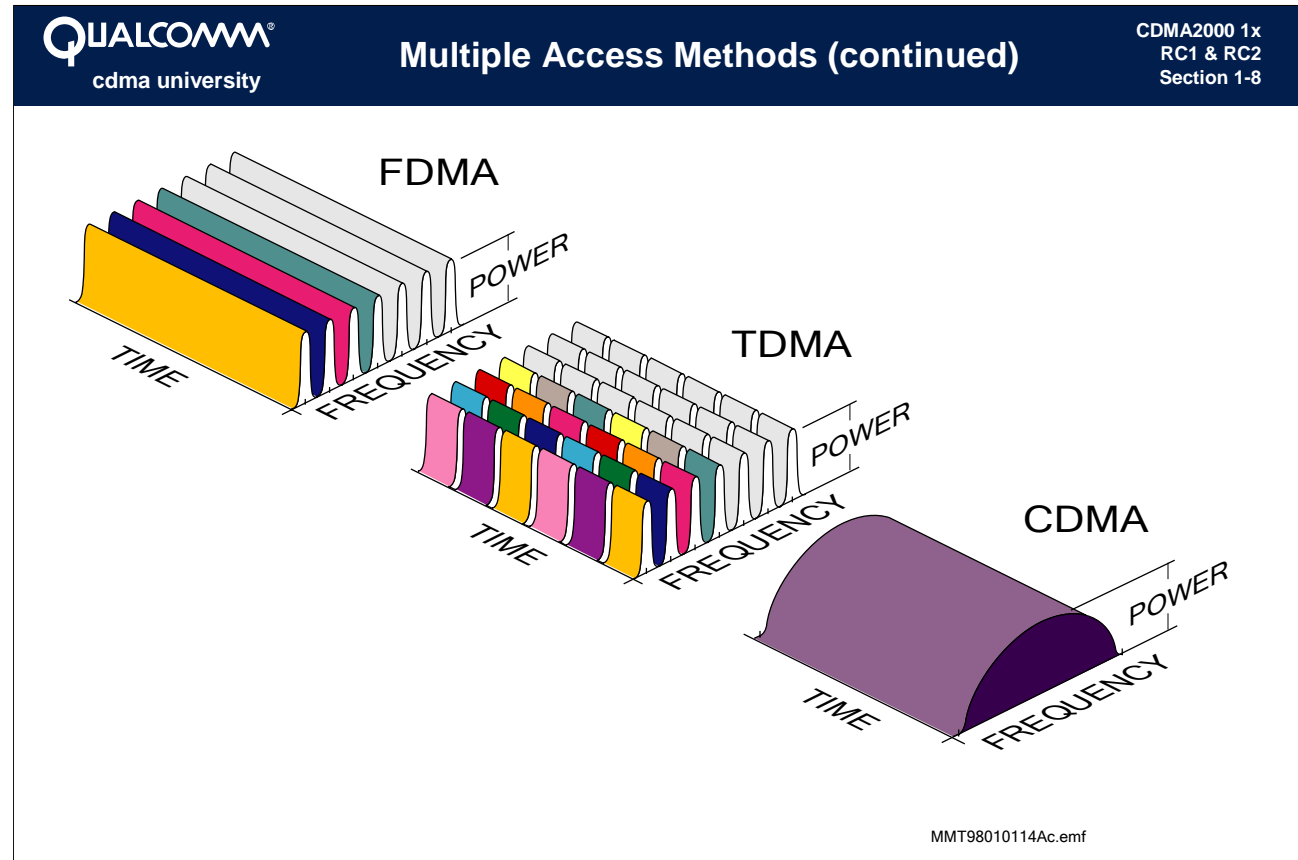 QUALCOMM®
cdma university
Multiple Access Methods (continued)
CDMA2000 1x
RC1 & RC2
Section 1-8
FDMA
POWER
TIME
FREQUENCY
TDMA
POWER
TIME
FREQUENCY
CDMA
POWER
TIME
FREQUENCY
MMT98010114Ac.emf